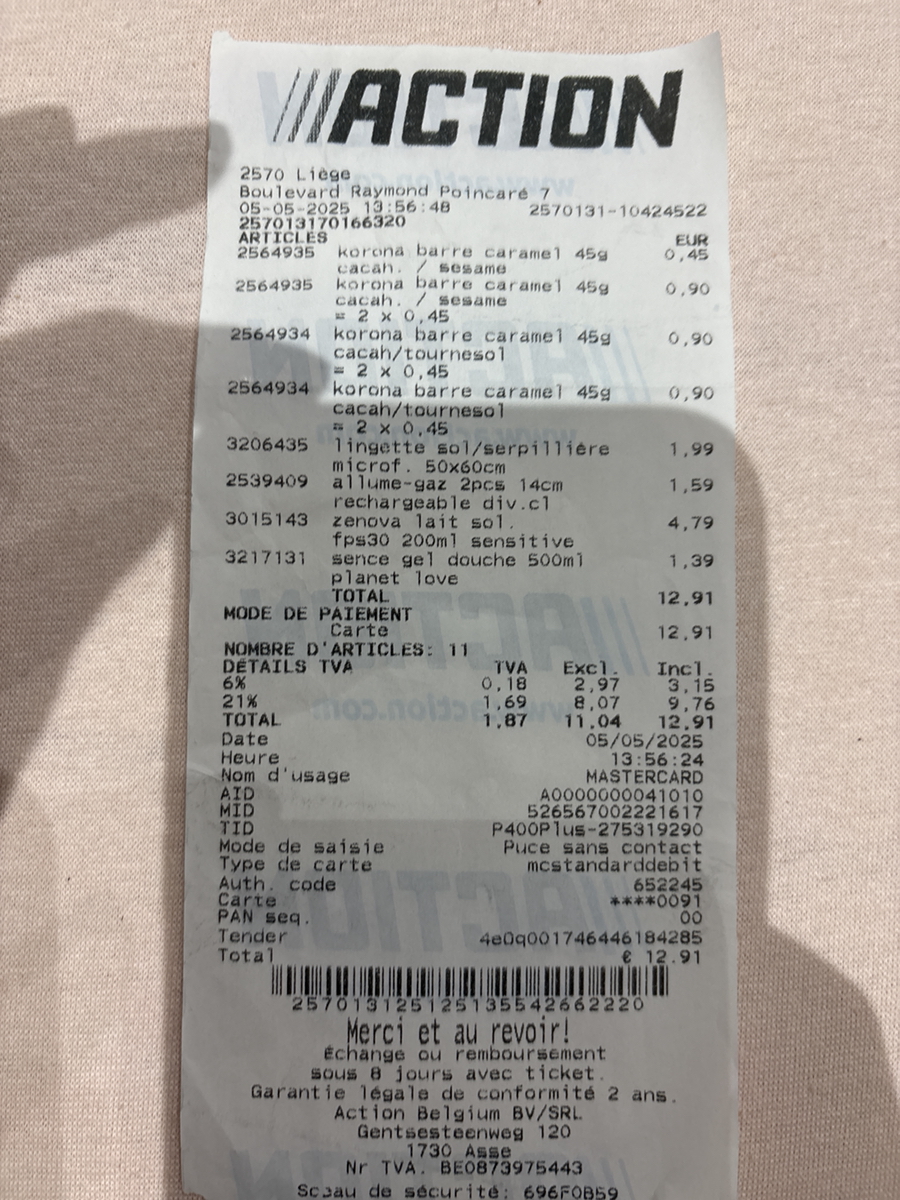 ///ACTION
2570 Liège
Boulevard Raymond Poincaré 7
05-05-2025 13:56:48 2570131-10424522
257013170166320
ARTICLES EUR
2564935 korona barre caramel 45g 0,45
cacah. / sesame
2564935 korona barre caramel 45g 0,90
cacah. / sesame
= 2 x 0,45
2564934 korona barre caramel 45g 0,90
cacah/tournesol
= 2 x 0,45
2564934 korona barre caramel 45g 0,90
cacah/tournesol
= 2 x 0,45
3206435 lingette sol/serpillière 1,99
microf. 50x60cm
2539409 allume-gaz 2pcs 14cm 1,59
rechargeable div.cl
3015143 zenova lait sol. 4,79
fps30 200ml sensitive
3217131 sence gel douche 500ml 1,39
planet love
TOTAL 12,91
MODE DE PAIEMENT
Carte 12,91
NOMBRE D'ARTICLES: 11
DÉTAILS TVA TVA Excl. Incl.
6% 0,18 2,97 3,15
21% 1,69 8,07 9,76
TOTAL 1,87 11,04 12,91
Date 05/05/2025
Heure 13:56:24
Nom d'usage MASTERCARD
AID A0000000041010
MID 526567002221617
TID P400Plus-275319290
Mode de saisie Puce sans contact
Type de carte mcstandarddebit
Auth. code 652245
Carte ****0091
PAN seq. 00
Tender 4e0q001746446184285
Total € 12.91
257013125125135542662220
Merci et au revoir!
Échange ou remboursement
sous 8 jours avec ticket.
Garantie légale de conformité 2 ans.
Action Belgium BV/SRL
Gentsesteenweg 120
1730 Asse
Nr TVA. BE0873975443
Sceau de sécurité: 696F0B59